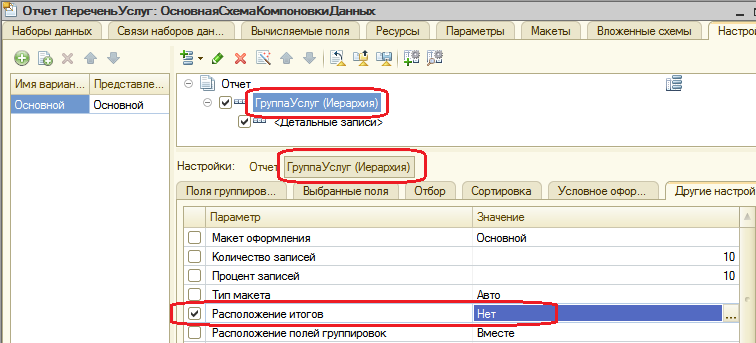 Отчет ПереченьУслуг: ОсновнаяСхемаКомпоновкиДанных
Наборы данных Связи наборов дан... Вычисляемые поля Ресурсы Параметры Макеты Вложенные схемы Настрой
Имя вариан... Представле...
Основной Основной
Отчет
ГруппаУслуг (Иерархия)
<Детальные записи>
Настройки: Отчет ГруппаУслуг (Иерархия)
Поля группиров... Выбранные поля Отбор Сортировка Условное офор... Другие настрой
Параметр Значение
Макет оформления Основной
Количество записей 10
Процент записей 10
Тип макета Авто
Расположение итогов Нет ...
Расположение полей группировок Вместе